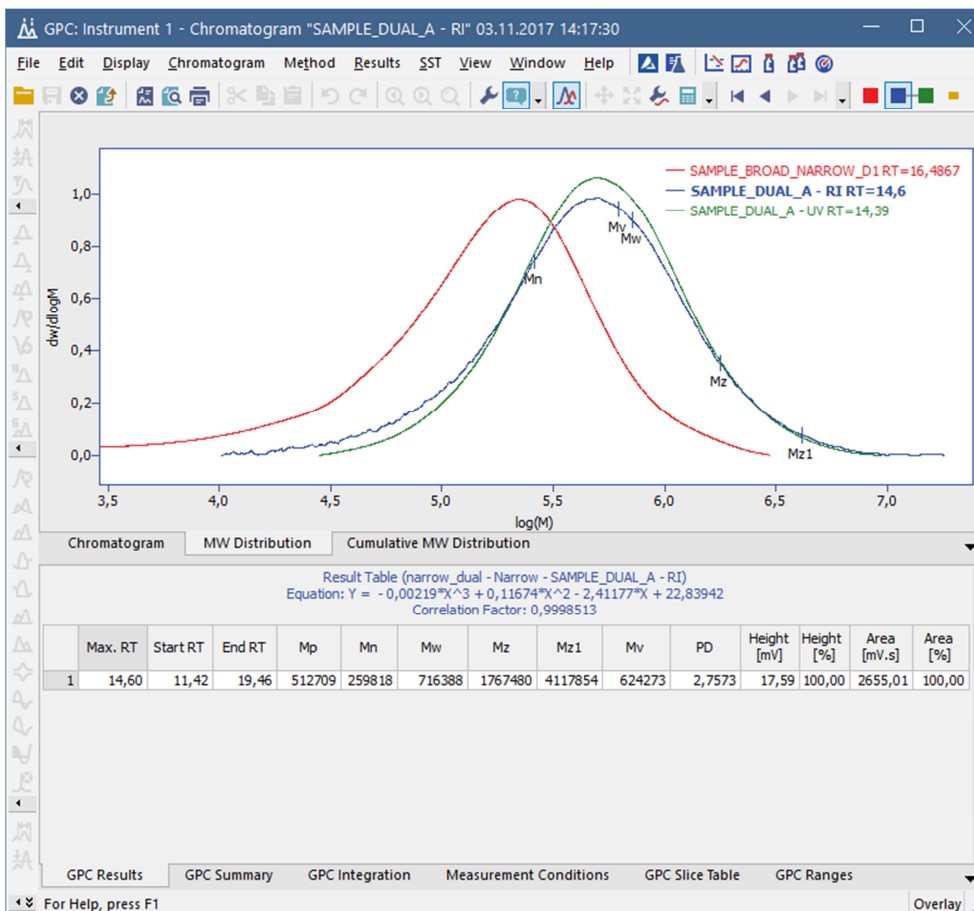 GPC: Instrument 1 - Chromatogram "SAMPLE_DUAL_A - RI" 03.11.2017 14:17:30
File Edit Display Chromatogram Method Results SST View Window Help
SAMPLE_BROAD_NARROW_D1 RT=16,4867
SAMPLE_DUAL_A - RI RT=14,6
SAMPLE_DUAL_A - UV RT=14,39
dw/dlogM
1,0
0,8
0,6
0,4
0,2
0,0
Mn
Mv
Mw
Mz
Mz1
3,5 4,0 4,5 5,0 5,5 6,0 6,5 7,0
log(M)
Chromatogram MW Distribution Cumulative MW Distribution
Result Table (narrow_dual - Narrow - SAMPLE_DUAL_A - RI)
Equation: Y = - 0,00219*X^3 + 0,11674*X^2 - 2,41177*X + 22,83942
Correlation Factor: 0,9998513
Max. RT Start RT End RT Mp Mn Mw Mz Mz1 Mv PD Height [mV] Height [%] Area [mV.s] Area [%]
1 14,60 11,42 19,46 512709 259818 716388 1767480 4117854 624273 2,7573 17,59 100,00 2655,01 100,00
GPC Results GPC Summary GPC Integration Measurement Conditions GPC Slice Table GPC Ranges
For Help, press F1 Overlay